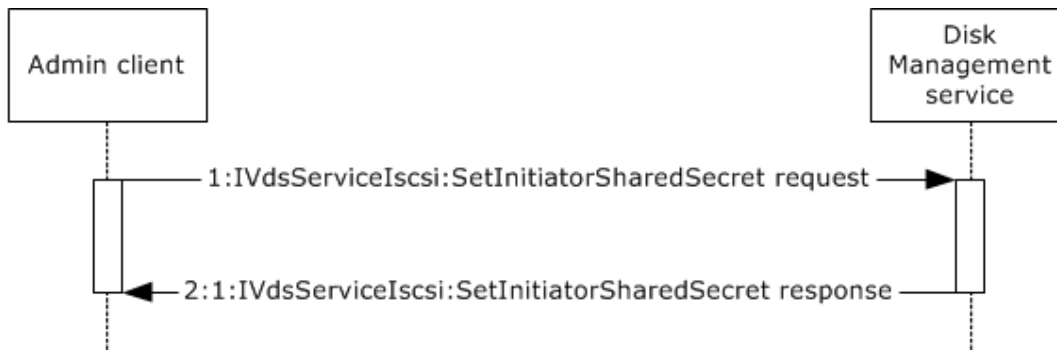 Admin client
Disk
Management
service
1:IVdsServiceIscsi:SetInitiatorSharedSecret request
2:1:IVdsServiceIscsi:SetInitiatorSharedSecret response